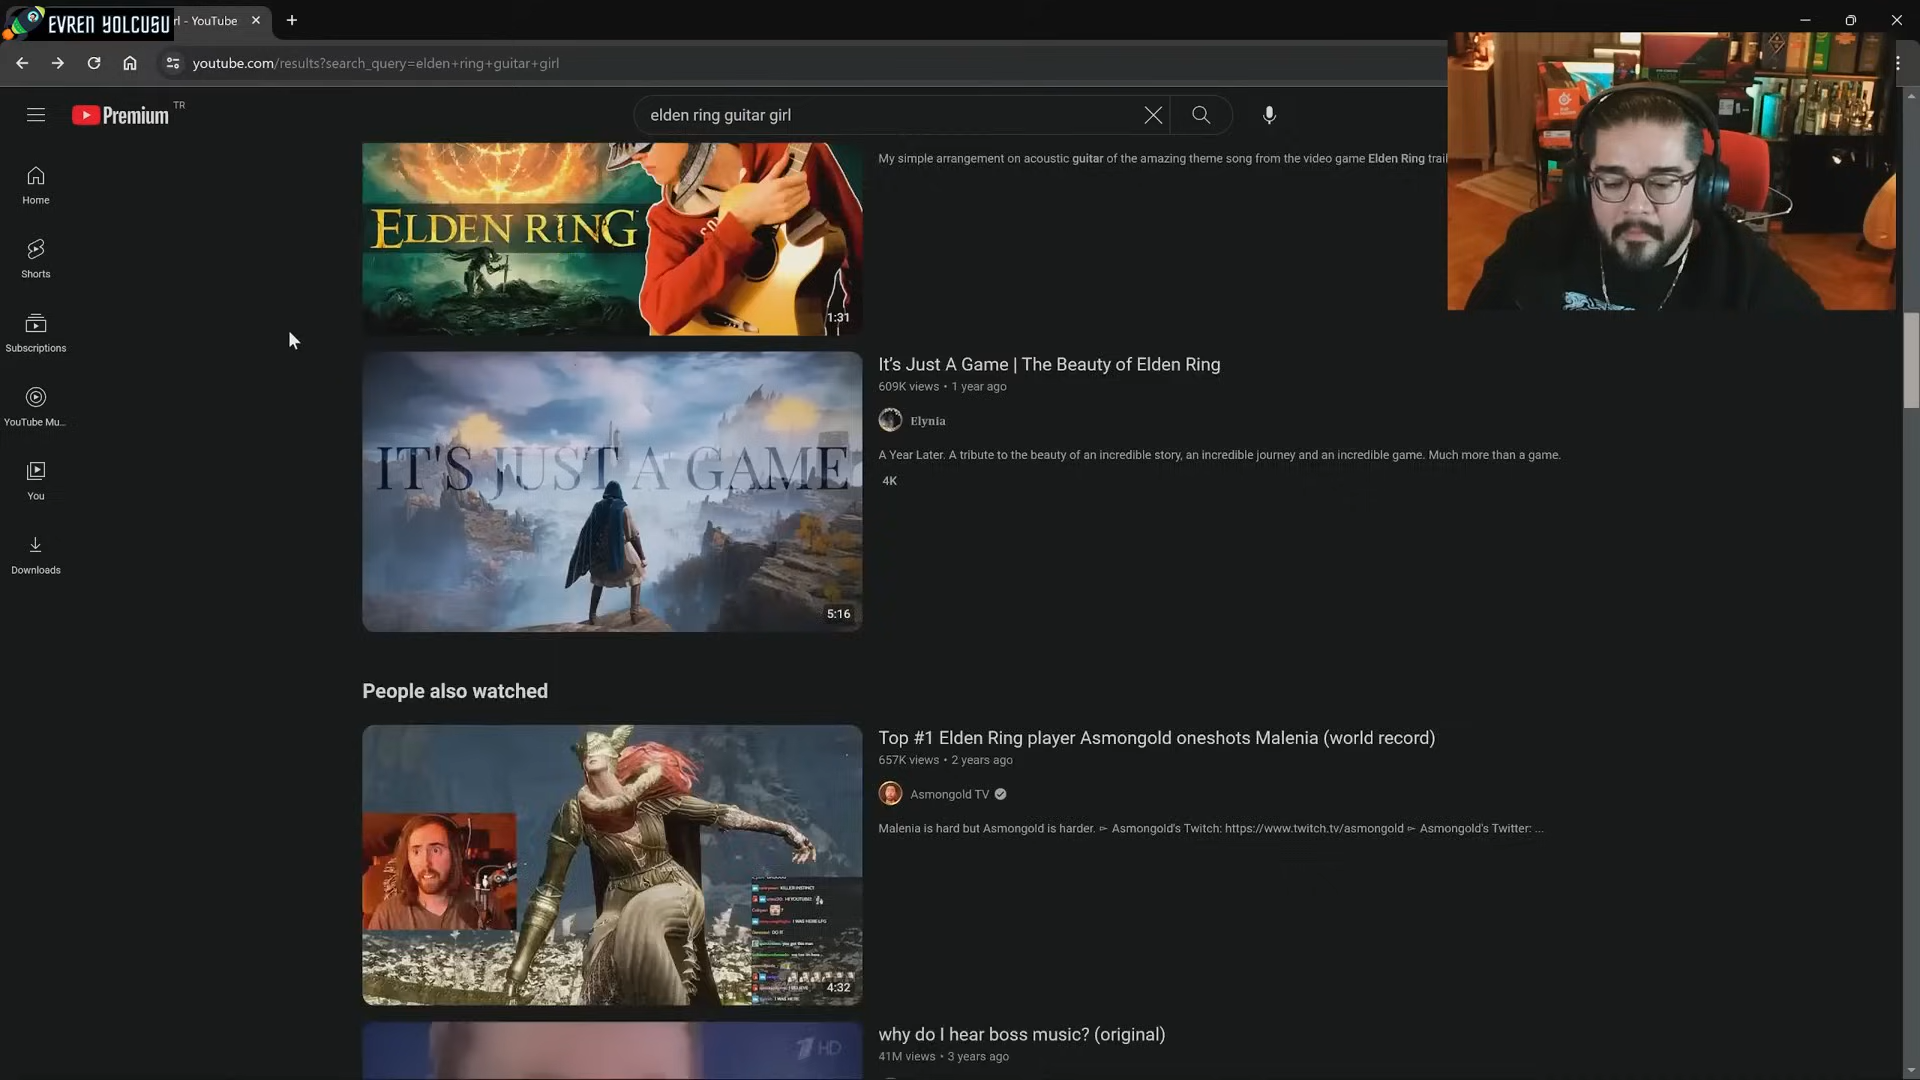 EVREN YOLCUSU
rl - YouTube
youtube.com/results?search_query=elden+ring+guitar+girl
Premium TR
elden ring guitar girl
Home
Shorts
Subscriptions
YouTube Mu...
You
Downloads
ELDEN RING
1:31
My simple arrangement on acoustic guitar of the amazing theme song from the video game Elden Ring trail
IT'S JUST A GAME
5:16
It’s Just A Game | The Beauty of Elden Ring
609K views • 1 year ago
Elynia
A Year Later. A tribute to the beauty of an incredible story, an incredible journey and an incredible game. Much more than a game.
4K
People also watched
4:32
Top #1 Elden Ring player Asmongold oneshots Malenia (world record)
657K views • 2 years ago
Asmongold TV
Malenia is hard but Asmongold is harder. ► Asmongold's Twitch: https://www.twitch.tv/asmongold ► Asmongold's Twitter: ...
HD
why do I hear boss music? (original)
41M views • 3 years ago